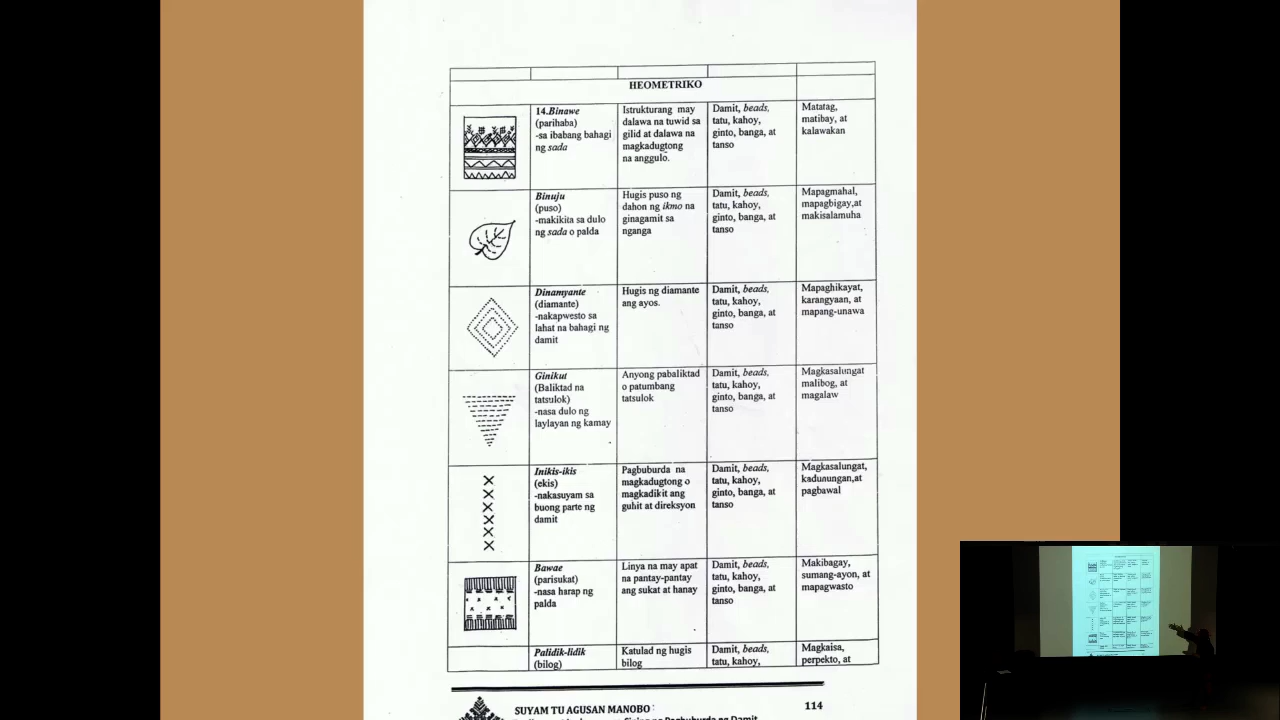 HEOMETRIKO
14.Binawe
(parihaba)
-sa ibabang bahagi
ng sada
Istrukturang may
dalawa na tuwid sa
gilid at dalawa na
magkadugtong
na anggulo.
Damit, beads,
tatu, kahoy,
ginto, banga, at
tanso
Matatag,
matibay, at
kalawakan
Binuju
(puso)
-makikita sa dulo
ng sada o palda
Hugis puso ng
dahon ng ikmo na
ginagamit sa
nganga
Damit, beads,
tatu, kahoy,
ginto, banga, at
tanso
Mapagmahal,
mapagbigay,at
makisalamuha
Dinamyante
(diamante)
-nakapwesto sa
lahat na bahagi ng
damit
Hugis ng diamante
ang ayos.
Damit, beads,
tatu, kahoy,
ginto, banga, at
tanso
Mapaghikayat,
karangyaan, at
mapang-unawa
Ginikut
(Baliktad na
tatsulok)
-nasa dulo ng
laylayan ng kamay
Anyong pabaliktad
o patumbang
tatsulok
Damit, beads,
tatu, kahoy,
ginto, banga, at
tanso
Magkasalungat
malibog, at
magalaw
Inikis-ikis
(ekis)
-nakasuyam sa
buong parte ng
damit
Pagbuburda na
magkadugtong o
magkadikit ang
guhit at direksyon
Damit, beads,
tatu, kahoy,
ginto, banga, at
tanso
Magkasalungat,
kadunungan,at
pagbawal
Bawae
(parisukat)
-nasa harap ng
palda
Linya na may apat
na pantay-pantay
ang sukat at hanay
Damit, beads,
tatu, kahoy,
ginto, banga, at
tanso
Makibagay,
sumang-ayon, at
mapagwasto
Palidik-lidik
(bilog)
Katulad ng hugis
bilog
Damit, beads,
tatu, kahoy,
Magkaisa,
perpekto, at
SUYAM TU AGUSAN MANOBO
114
ng Pagbuburda ng Damit